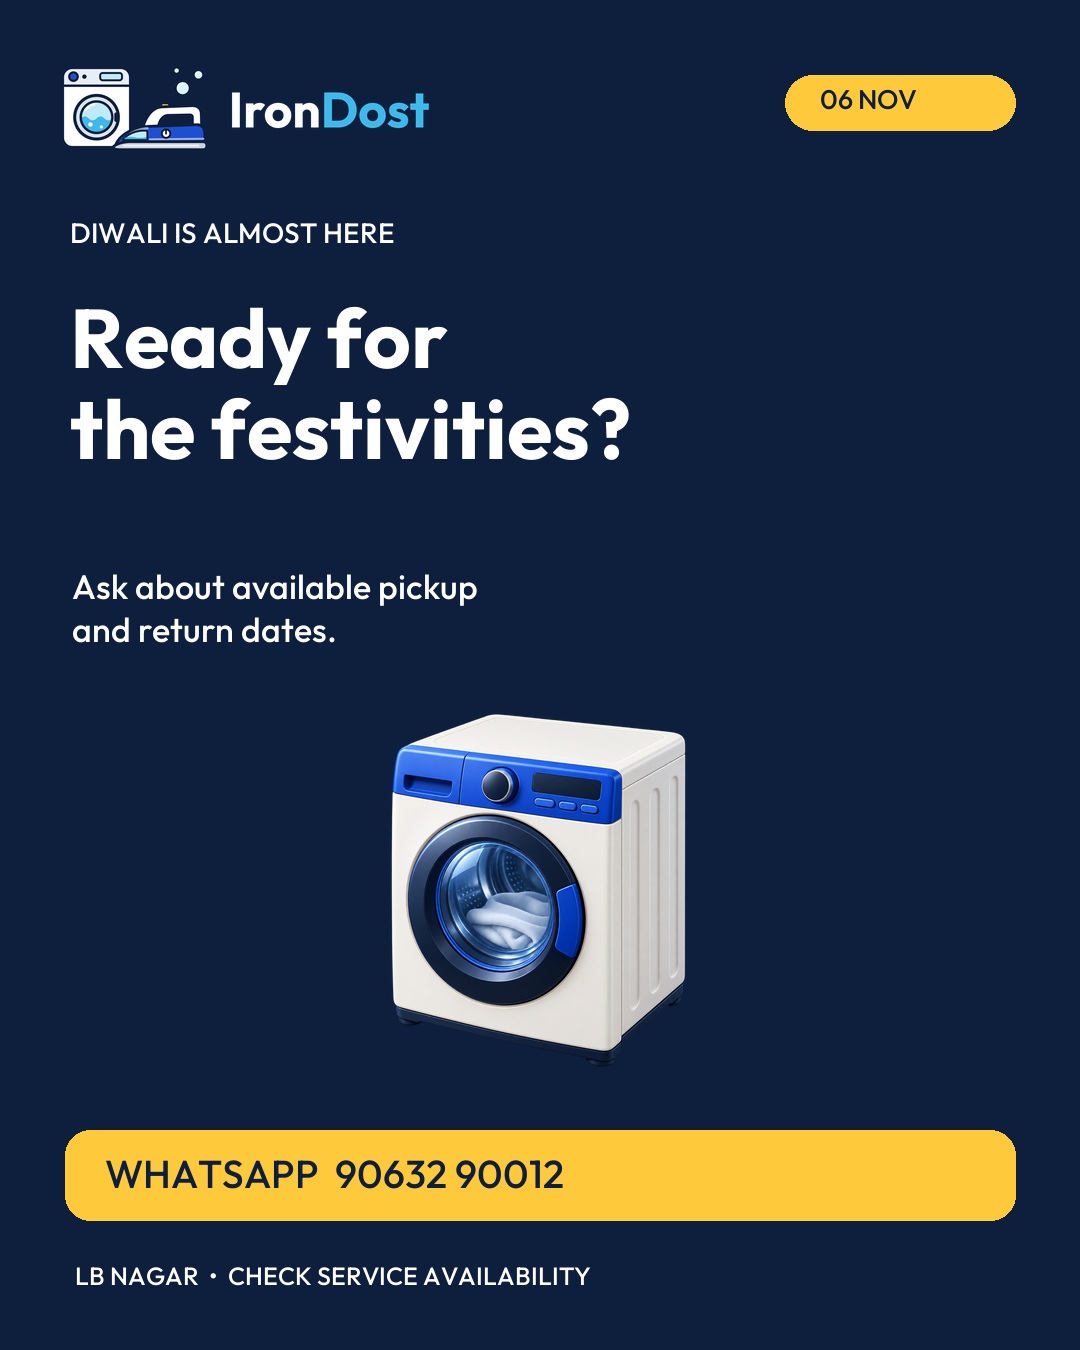 IronDost
06 NOV
DIWALI IS ALMOST HERE
Ready for
the festivities?
Ask about available pickup
and return dates.
WHATSAPP 90632 90012
LB NAGAR • CHECK SERVICE AVAILABILITY